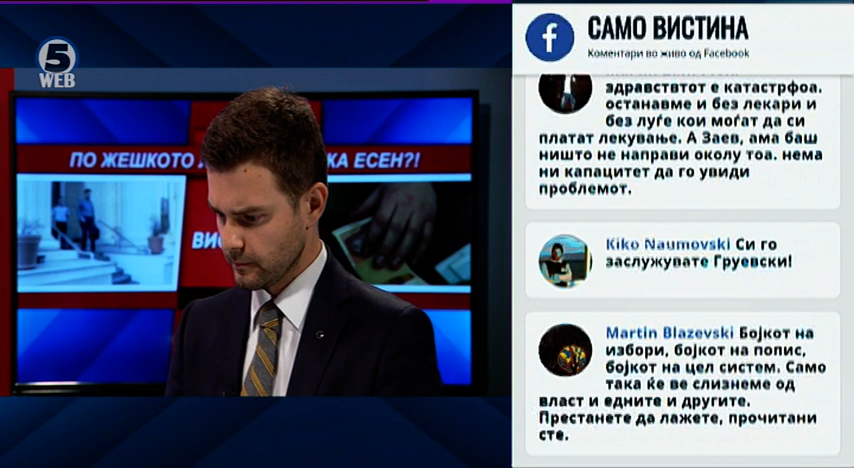 5
WEB
ПО ЖЕШКОТО
КА ЕСЕН?!
САМО ВИСТИНА
Коментари во живо од Facebook
здравствтот е катастрфоа.
останавме и без лекари и
без луѓе кои моѓат да си
платат лекување. А Заев, ама баш
ништо не направи околу тоа. нема
ни капацитет да го увиди
проблемот.
Kiko Naumovski Си го
заслужувате Груевски!
Martin Blazevski Бојкот на
избори, бојкот на попис,
бојкот на цел систем. Само
така ќе ве слизнеме од
власт и едните и другите.
Престанете да лажете, прочитани
сте.